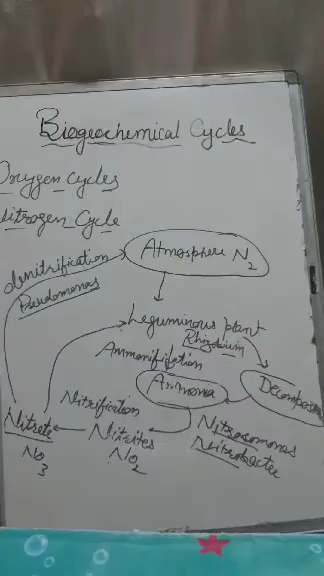 Biogeochemical Cycles
Oxygen Cycles
Nitrogen Cycle
Atmosphere N2
denitrification
Pseudomonas
Leguminous plant
Rhizobium
Ammonification
Ammonia
Decompose
Nitrification
Nitrate
Nitrites
Nitrosomonas
Nitrobacter
NO3
NO2